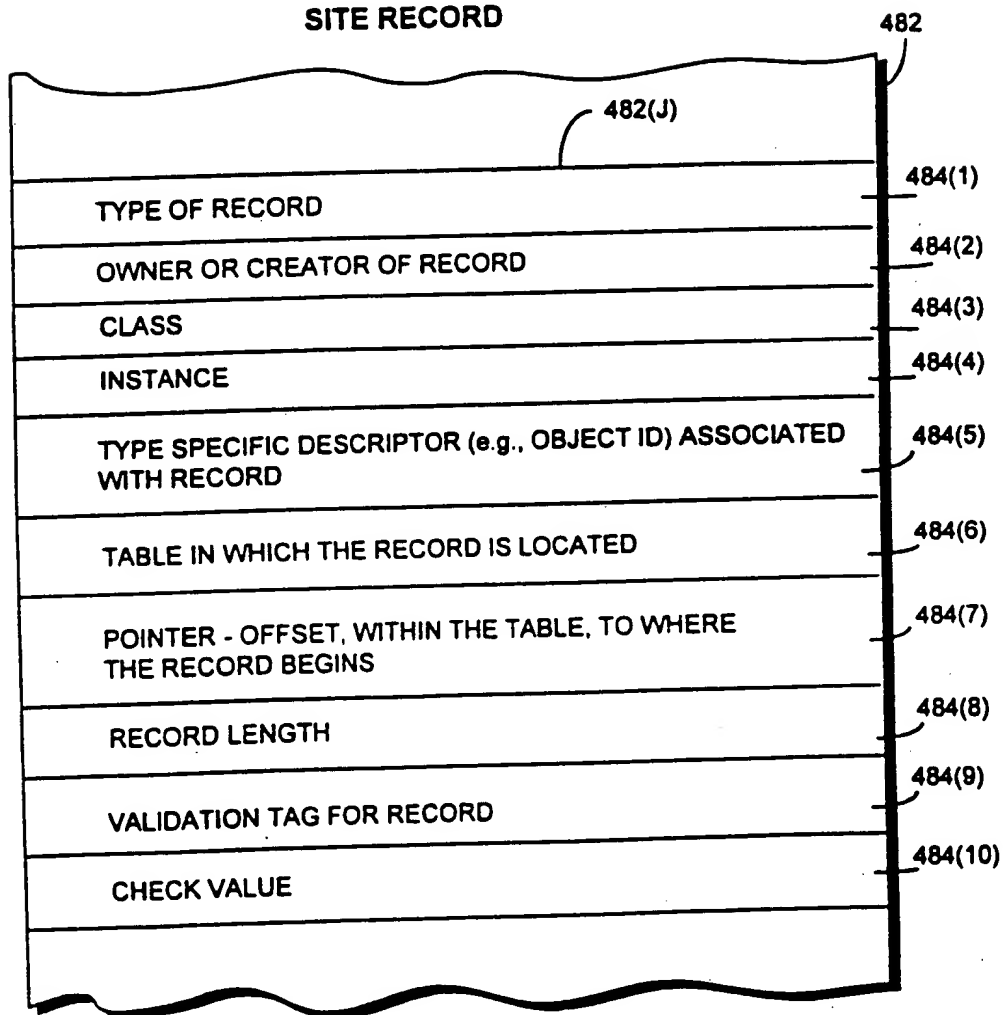 SITE RECORD
482
482(J)
TYPE OF RECORD
484(1)
OWNER OR CREATOR OF RECORD
484(2)
CLASS
484(3)
INSTANCE
484(4)
TYPE SPECIFIC DESCRIPTOR (e.g., OBJECT ID) ASSOCIATED
WITH RECORD
484(5)
TABLE IN WHICH THE RECORD IS LOCATED
484(6)
POINTER - OFFSET, WITHIN THE TABLE, TO WHERE
THE RECORD BEGINS
484(7)
RECORD LENGTH
484(8)
VALIDATION TAG FOR RECORD
484(9)
CHECK VALUE
484(10)